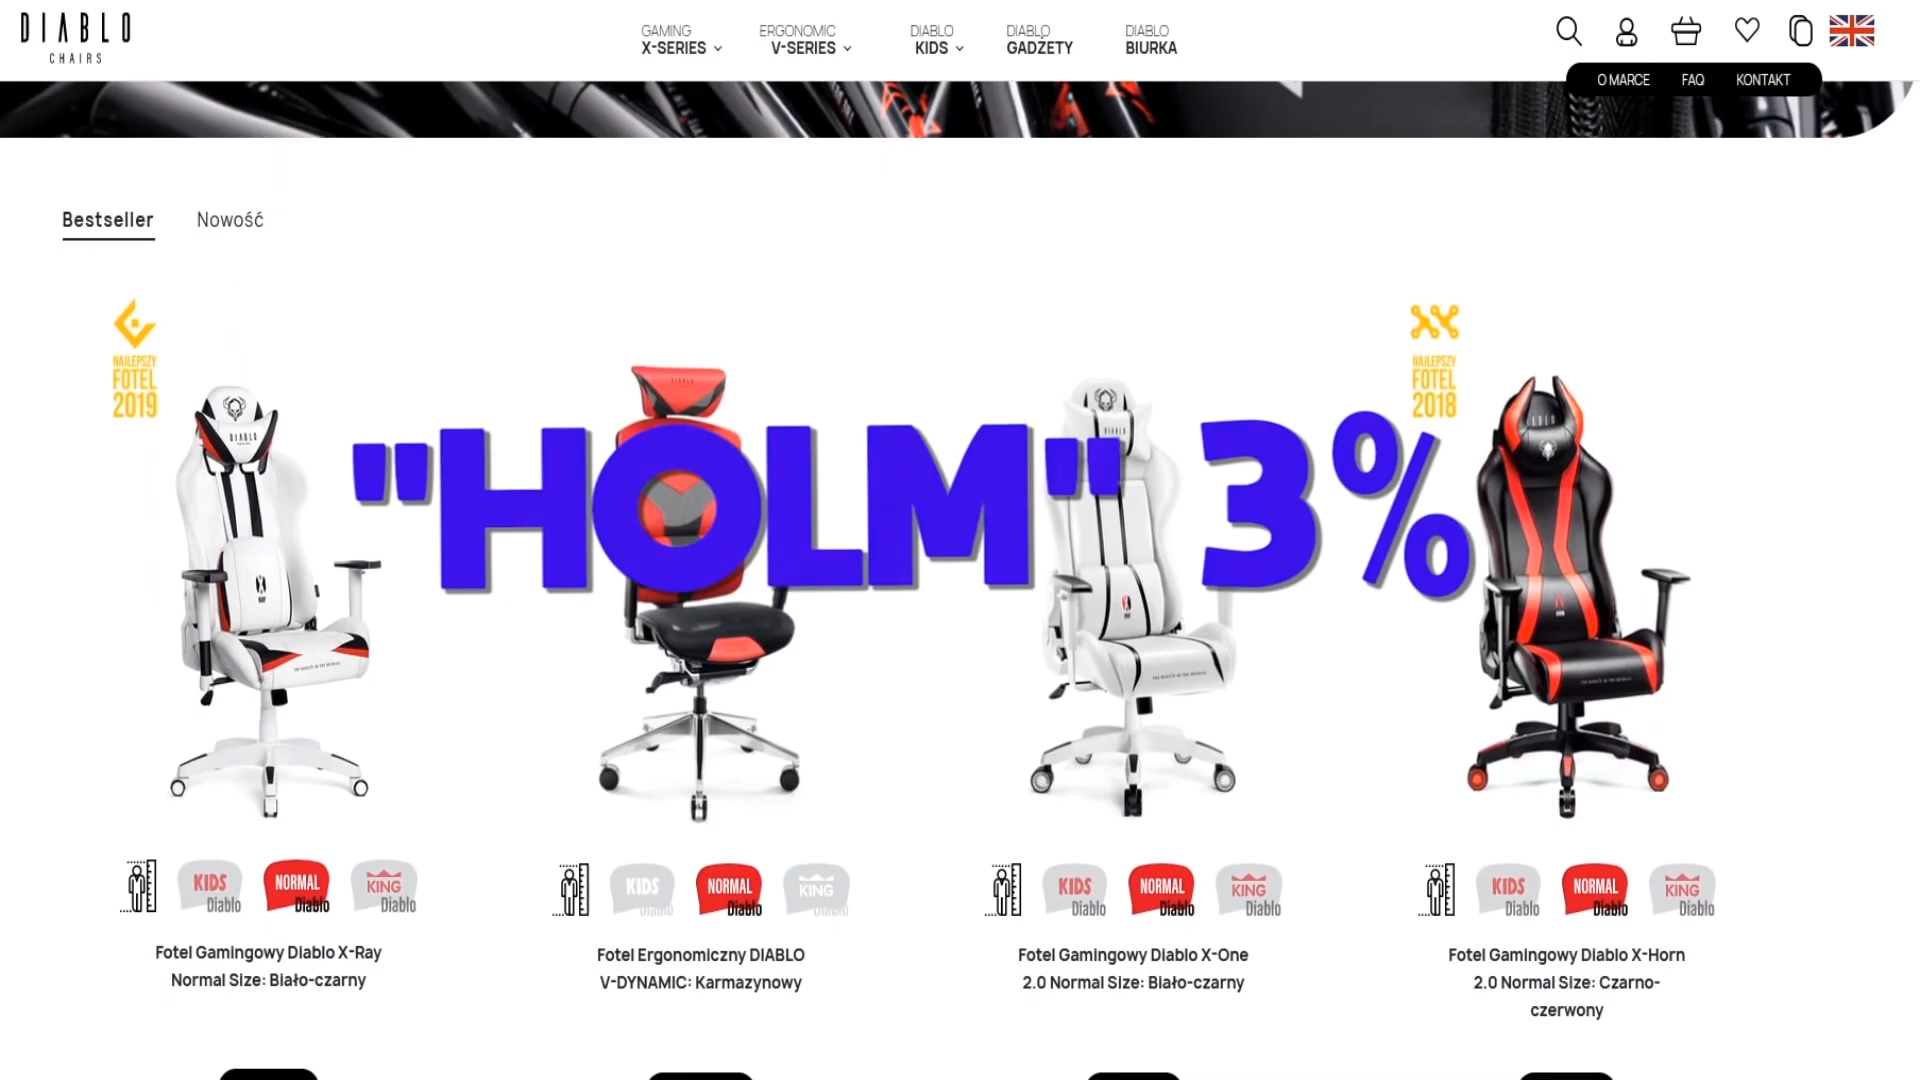 DIABLO
CHAIRS
GAMING
X-SERIES
ERGONOMIC
V-SERIES
DIABLO
KIDS
DIABLO
GADŻETY
DIABLO
BIURKA
O MARCE
FAQ
KONTAKT
Bestseller
Nowość
NAJLEPSZY
FOTEL
2019
NAJLEPSZY
FOTEL
2018
"HOLM" 3%
DIABLO
KIDS
Diablo
NORMAL
Diablo
KING
Diablo
KIDS
Diablo
NORMAL
Diablo
KING
Diablo
KIDS
Diablo
NORMAL
Diablo
KING
Diablo
KIDS
Diablo
NORMAL
Diablo
KING
Diablo
Fotel Gamingowy Diablo X-Ray
Normal Size: Biało-czarny
Fotel Ergonomiczny DIABLO
V-DYNAMIC: Karmazynowy
Fotel Gamingowy Diablo X-One
2.0 Normal Size: Biało-czarny
Fotel Gamingowy Diablo X-Horn
2.0 Normal Size: Czarno-
czerwony